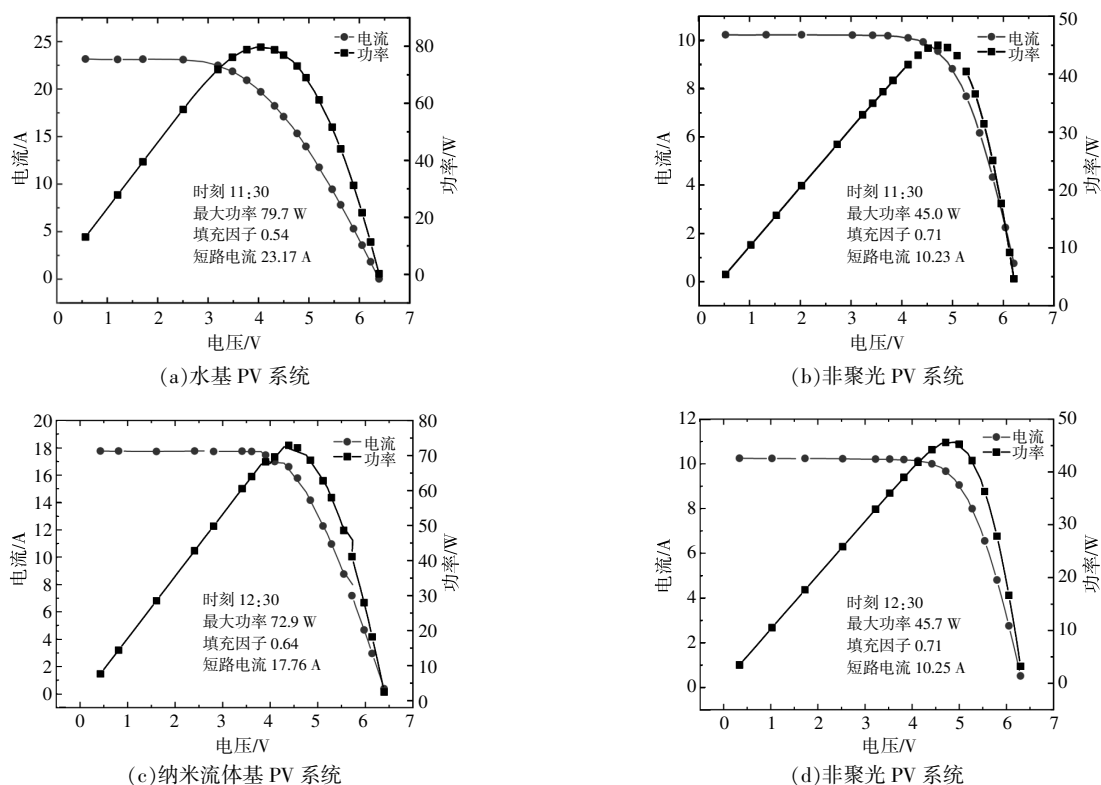 25
20
15
10
5
0
电流/A
80
60
40
20
0
功率/W
电流
功率
时刻 11:30
最大功率 79.7 W
填充因子 0.54
短路电流 23.17 A
0 1 2 3 4 5 6 7
电压/V
(a)水基 PV 系统
10
8
6
4
2
0
电流/A
50
40
30
20
10
0
功率/W
电流
功率
时刻 11:30
最大功率 45.0 W
填充因子 0.71
短路电流 10.23 A
0 1 2 3 4 5 6 7
电压/V
(b)非聚光 PV 系统
20
18
16
14
12
10
8
6
4
2
0
电流/A
80
70
60
50
40
30
20
10
0
功率/W
电流
功率
时刻 12:30
最大功率 72.9 W
填充因子 0.64
短路电流 17.76 A
0 1 2 3 4 5 6 7
电压/V
(c)纳米流体基 PV 系统
12
10
8
6
4
2
0
电流/A
50
40
30
20
10
0
功率/W
电流
功率
时刻 12:30
最大功率 45.7 W
填充因子 0.71
短路电流 10.25 A
0 1 2 3 4 5 6 7
电压/V
(d)非聚光 PV 系统